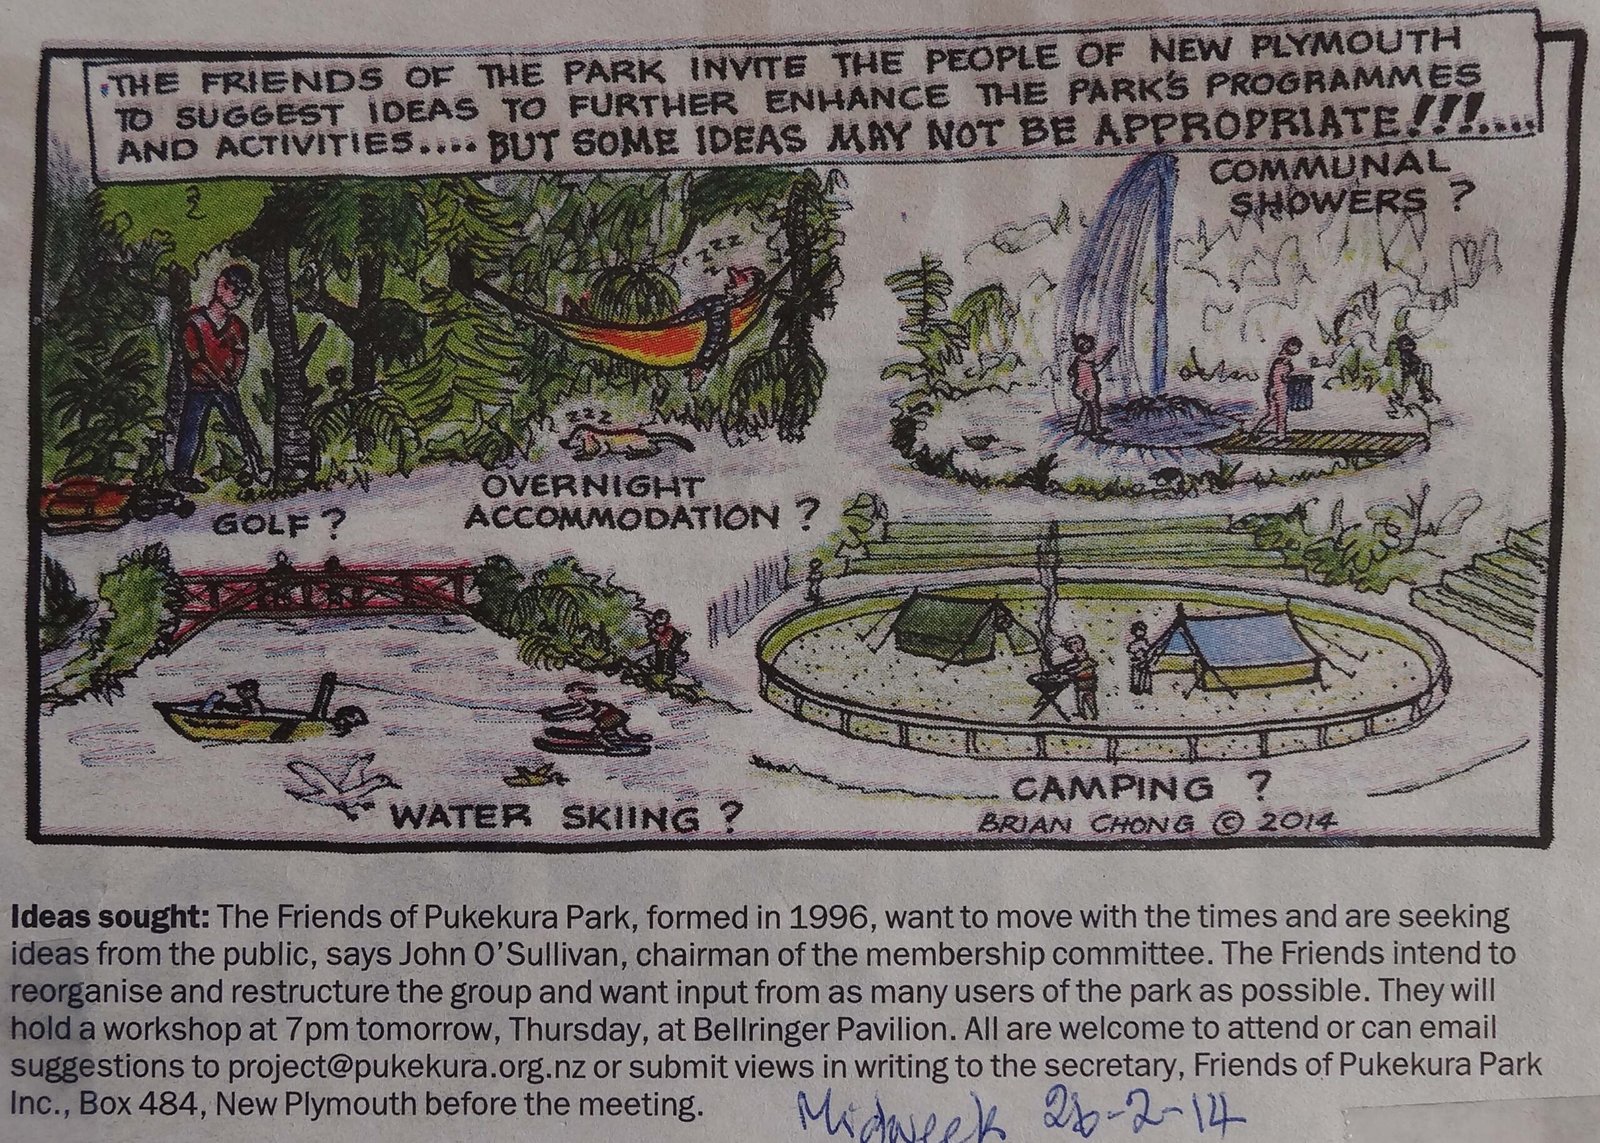 THE FRIENDS OF THE PARK INVITE THE PEOPLE OF NEW PLYMOUTH
TO SUGGEST IDEAS TO FURTHER ENHANCE THE PARK'S PROGRAMMES
AND ACTIVITIES.... BUT SOME IDEAS MAY NOT BE APPROPRIATE!!!....
COMMUNAL
SHOWERS ?
zzz
zzz
GOLF ?
OVERNIGHT
ACCOMMODATION ?
WATER SKIING ?
CAMPING ?
BRIAN CHONG © 2014
Ideas sought: The Friends of Pukekura Park, formed in 1996, want to move with the times and are seeking
ideas from the public, says John O'Sullivan, chairman of the membership committee. The Friends intend to
reorganise and restructure the group and want input from as many users of the park as possible. They will
hold a workshop at 7pm tomorrow, Thursday, at Bellringer Pavilion. All are welcome to attend or can email
suggestions to project@pukekura.org.nz or submit views in writing to the secretary, Friends of Pukekura Park
Inc., Box 484, New Plymouth before the meeting.
Midweek 26-2-14